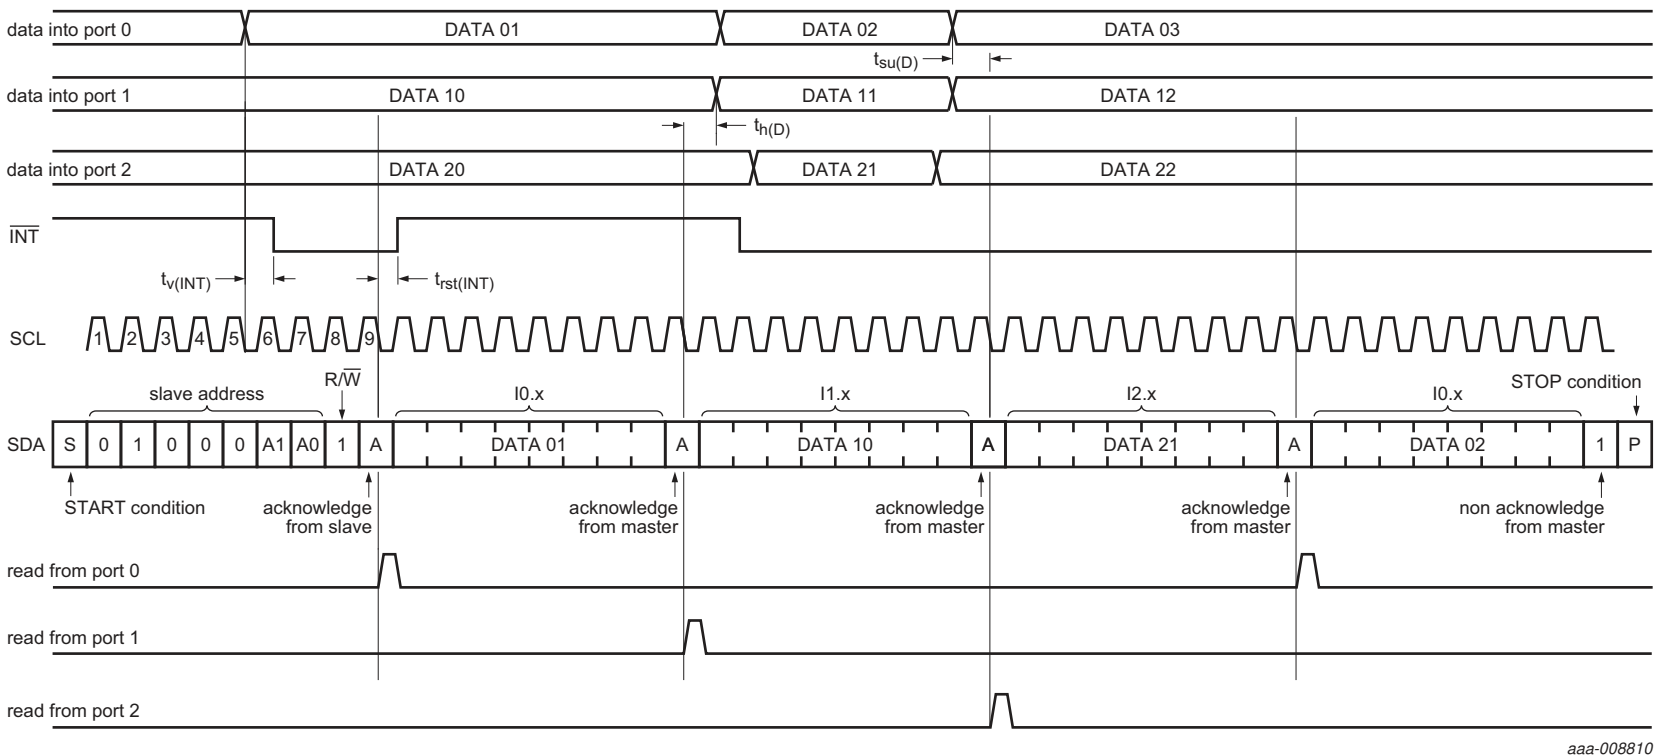 data into port 0 DATA 01 DATA 02 DATA 03
tsu(D)
data into port 1 DATA 10 DATA 11 DATA 12
th(D)
data into port 2 DATA 20 DATA 21 DATA 22
INT
tv(INT) trst(INT)
SCL 1 2 3 4 5 6 7 8 9
R/W
STOP condition
slave address I0.x I1.x I2.x I0.x
SDA S 0 1 0 0 0 A1 A0 1 A DATA 01 A DATA 10 A DATA 21 A DATA 02 1 P
START condition
acknowledge
from slave
acknowledge
from master
acknowledge
from master
acknowledge
from master
non acknowledge
from master
read from port 0
read from port 1
read from port 2
aaa-008810